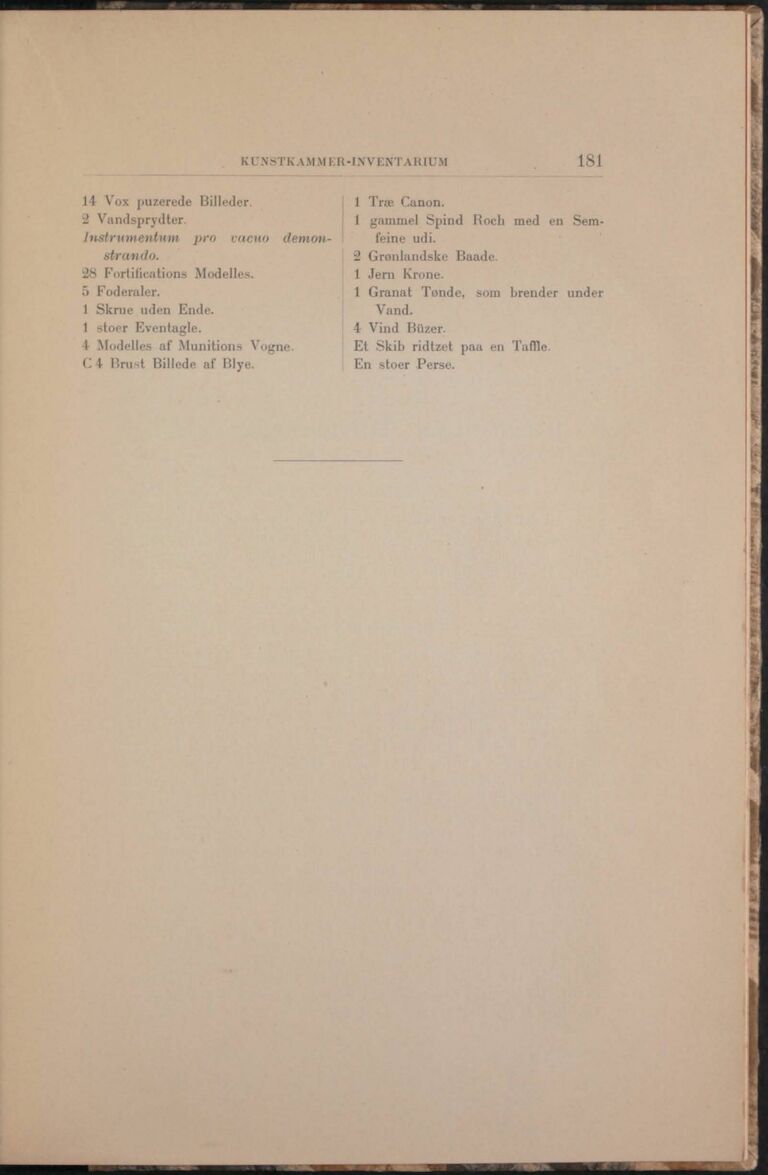 KUNSTKAMMER-INVENTARIUM 181
14 Vox puzerede Billeder.
2 Vandsprydter.
Instrumentum pro vacuo demon-
strando.
28 Fortifications Modelles.
5 Foderaler.
1 Skrue uden Ende.
1 stoer Eventagle.
4 Modelles af Munitions Vogne.
C 4 Brust Billede af Blye.
1 Træ Canon.
1 gammel Spind Roch med en Sem-
feine udi.
2 Grønlandske Baade.
1 Jern Krone.
1 Granat Tønde, som brender under
Vand.
4 Vind Büzer.
Et Skib ridtzet paa en Taffle.
En stoer Perse.